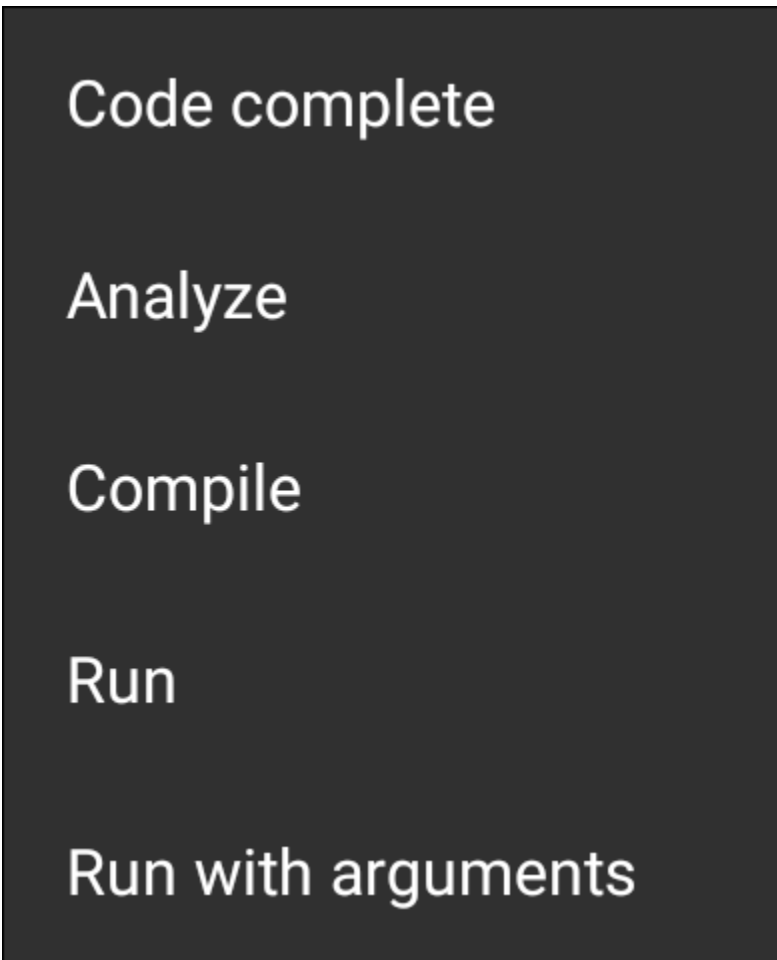 Code complete
Analyze
Compile
Run
Run with arguments